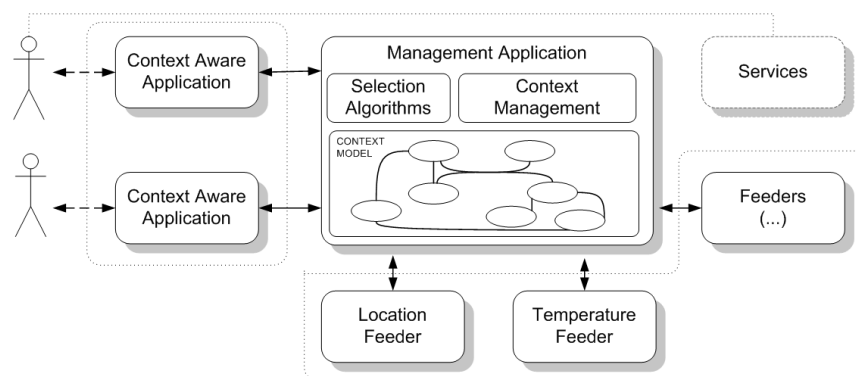 Context Aware
Application
Management Application
Selection
Algorithms
Context
Management
CONTEXT
MODEL
Services
Context Aware
Application
Feeders
(...)
Location
Feeder
Temperature
Feeder